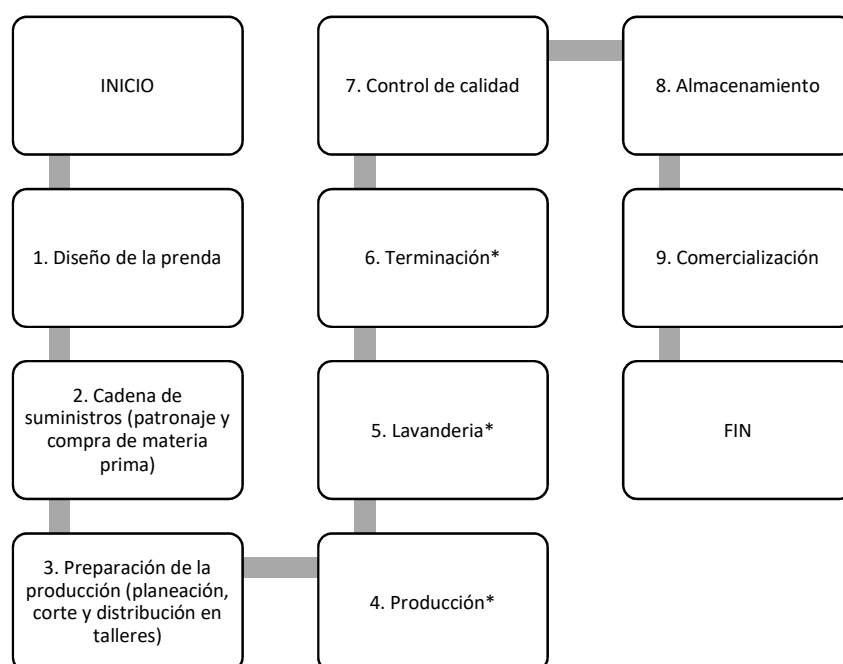 INICIO
1. Diseño de la prenda
2. Cadena de
suministros (patronaje y
compra de materia
prima)
3. Preparación de la
producción (planeación,
corte y distribución en
talleres)
4. Producción*
5. Lavanderia*
6. Terminación*
7. Control de calidad
8. Almacenamiento
9. Comercialización
FIN